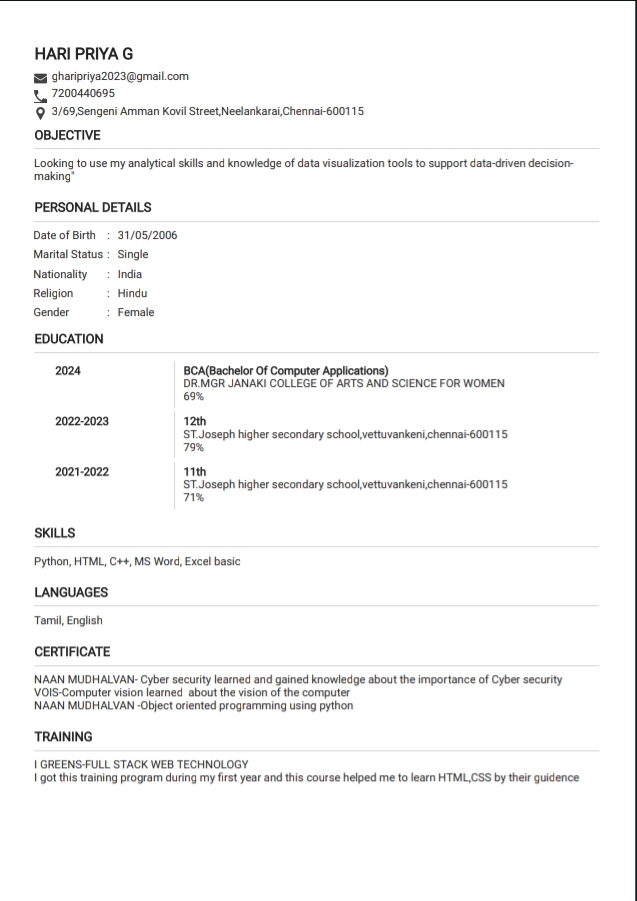 HARI PRIYA G
gharipriya2023@gmail.com
7200440695
3/69,Sengeni Amman Kovil Street,Neelankarai,Chennai-600115
OBJECTIVE
Looking to use my analytical skills and knowledge of data visualization tools to support data-driven decision-
making"
PERSONAL DETAILS
Date of Birth : 31/05/2006
Marital Status : Single
Nationality : India
Religion : Hindu
Gender : Female
EDUCATION
2024 BCA(Bachelor Of Computer Applications)
DR.MGR JANAKI COLLEGE OF ARTS AND SCIENCE FOR WOMEN
69%
2022-2023 12th
ST.Joseph higher secondary school,vettuvankeni,chennai-600115
79%
2021-2022 11th
ST.Joseph higher secondary school,vettuvankeni,chennai-600115
71%
SKILLS
Python, HTML, C++, MS Word, Excel basic
LANGUAGES
Tamil, English
CERTIFICATE
NAAN MUDHALVAN- Cyber security learned and gained knowledge about the importance of Cyber security
VOIS-Computer vision learned  about the vision of the computer
NAAN MUDHALVAN -Object oriented programming using python
TRAINING
I GREENS-FULL STACK WEB TECHNOLOGY
I got this training program during my first year and this course helped me to learn HTML,CSS by their guidence